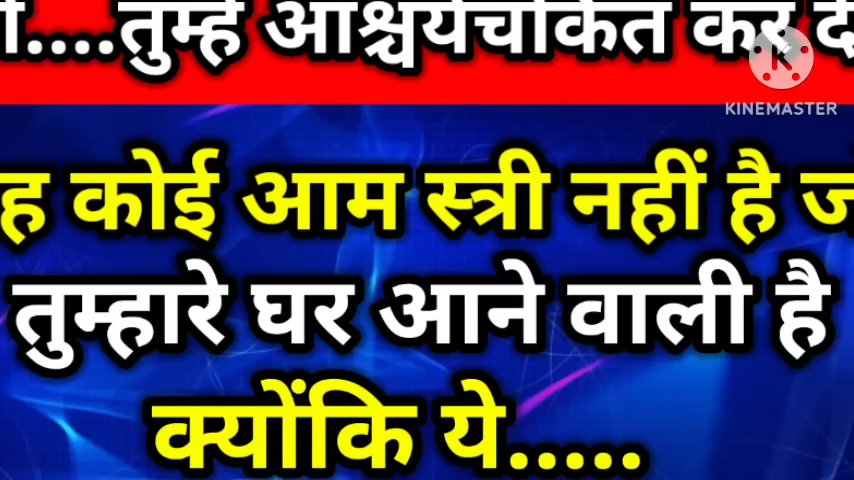 ....तुम्हे आश्चर्यचकित कर
KINEMASTER
कोई आम स्त्री नहीं है
तुम्हारे घर आने वाली है
क्योंकि ये.....